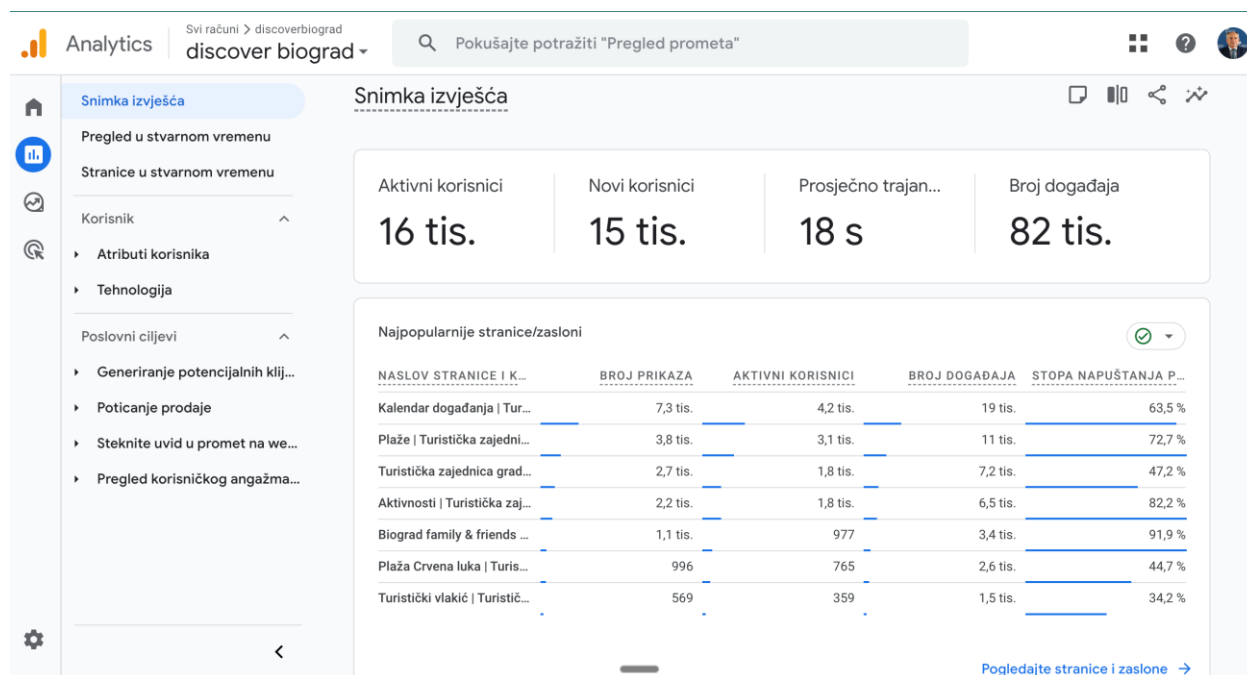 Analytics
Svi računi > discoverbiograd
discover biograd
Pokušajte potražiti "Pregled prometa"
Snimka izvješća
Pregled u stvarnom vremenu
Stranice u stvarnom vremenu
Korisnik
Atributi korisnika
Tehnologija
Poslovni ciljevi
Generiranje potencijalnih klij...
Poticanje prodaje
Steknite uvid u promet na we...
Pregled korisničkog angažma...
Snimka izvješća
Aktivni korisnici
16 tis.
Novi korisnici
15 tis.
Prosječno trajan...
18 s
Broj događaja
82 tis.
Najpopularnije stranice/zasloni
NASLOV STRANICE I K... BROJ PRIKAZA AKTIVNI KORISNICI BROJ DOGAĐAJA STOPA NAPUŠTANJA P...
Kalendar događanja | Tur... 7,3 tis. 4,2 tis. 19 tis. 63,5 %
Plaže | Turistička zajedni... 3,8 tis. 3,1 tis. 11 tis. 72,7 %
Turistička zajednica grad... 2,7 tis. 1,8 tis. 7,2 tis. 47,2 %
Aktivnosti | Turistička zaj... 2,2 tis. 1,8 tis. 6,5 tis. 82,2 %
Biograd family & friends ... 1,1 tis. 977 3,4 tis. 91,9 %
Plaža Crvena luka | Turis... 996 765 2,6 tis. 44,7 %
Turistički vlakić | Turistič... 569 359 1,5 tis. 34,2 %
Pogledajte stranice i zaslone →